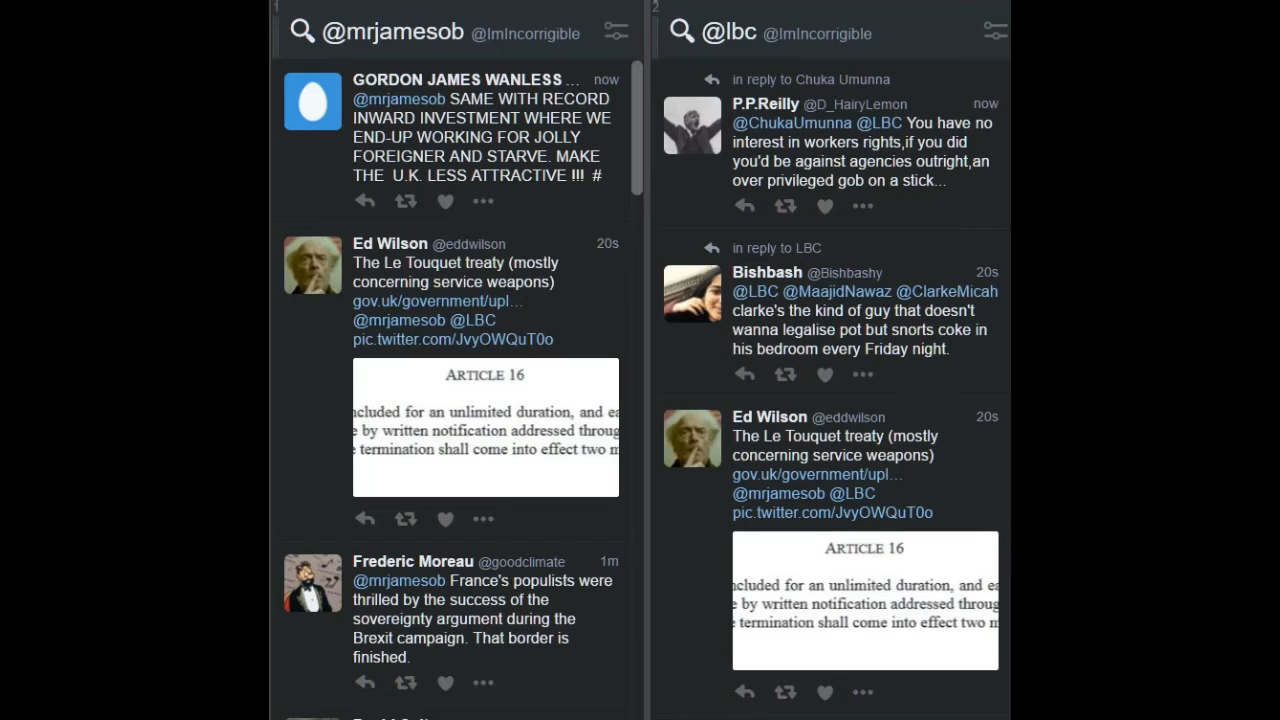 1
@mrjamesob @ImIncorrigible
GORDON JAMES WANLESS ... now
@mrjamesob SAME WITH RECORD
INWARD INVESTMENT WHERE WE
END-UP WORKING FOR JOLLY
FOREIGNER AND STARVE. MAKE
THE U.K. LESS ATTRACTIVE !!! #
Ed Wilson @eddwilson 20s
The Le Touquet treaty (mostly
concerning service weapons)
gov.uk/government/upl…
@mrjamesob @LBC
pic.twitter.com/JvyOWQuT0o
ARTICLE 16
ncluded for an unlimited duration, and ea
e by written notification addressed throug
e termination shall come into effect two m
Frederic Moreau @goodclimate 1m
@mrjamesob France's populists were
thrilled by the success of the
sovereignty argument during the
Brexit campaign. That border is
finished.
2
@lbc @ImIncorrigible
in reply to Chuka Umunna
P.P.Reilly @D_HairyLemon now
@ChukaUmunna @LBC You have no
interest in workers rights,if you did
you'd be against agencies outright,an
over privileged gob on a stick...
in reply to LBC
Bishbash @Bishbashy 20s
@LBC @MaajidNawaz @ClarkeMicah
clarke's the kind of guy that doesn't
wanna legalise pot but snorts coke in
his bedroom every Friday night.
Ed Wilson @eddwilson 20s
The Le Touquet treaty (mostly
concerning service weapons)
gov.uk/government/upl…
@mrjamesob @LBC
pic.twitter.com/JvyOWQuT0o
ARTICLE 16
ncluded for an unlimited duration, and ea
e by written notification addressed throug
e termination shall come into effect two m